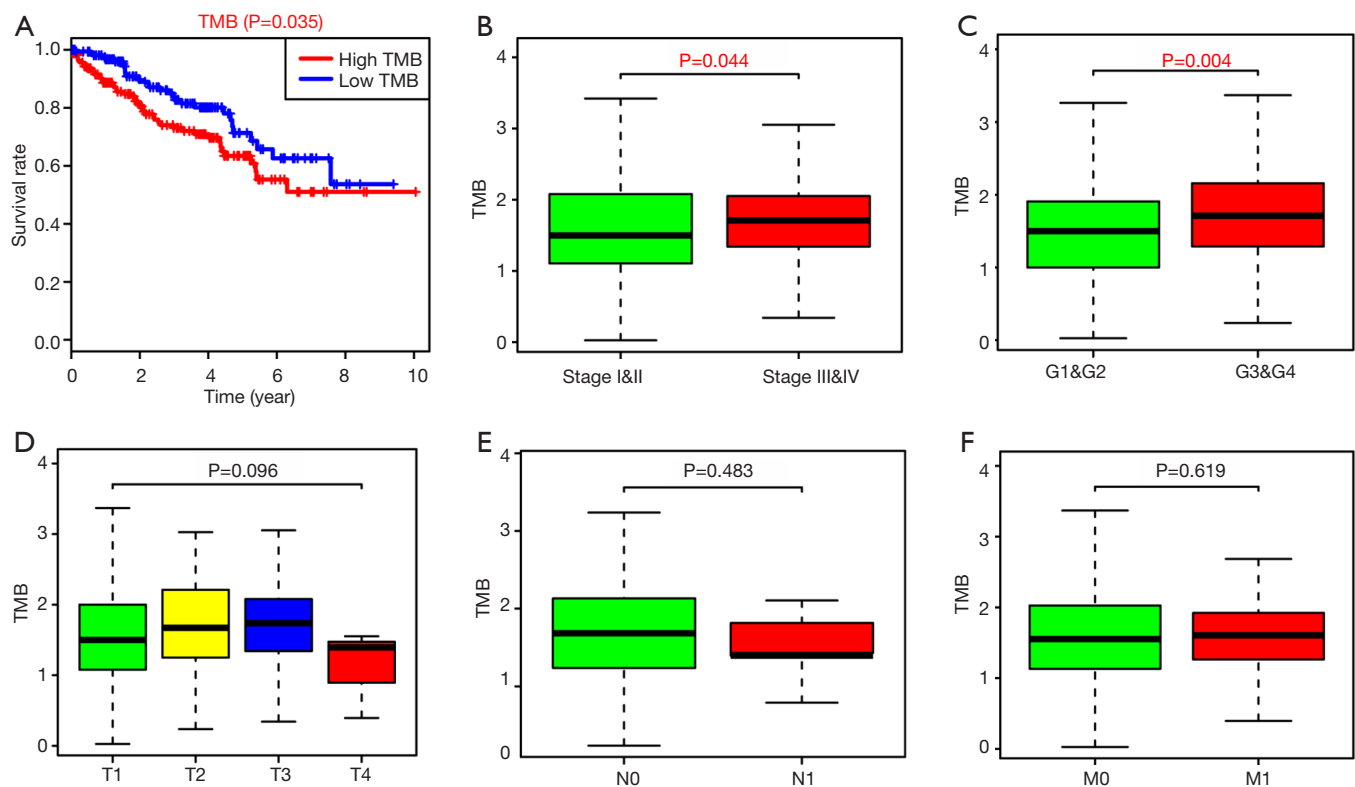 A
TMB (P=0.035)
High TMB
Low TMB
Survival rate
1.0
0.8
0.6
0.4
0.2
0.0
0 2 4 6 8 10
Time (year)
B
P=0.044
TMB
4
3
2
1
0
Stage I&II Stage III&IV
C
P=0.004
TMB
4
3
2
1
0
G1&G2 G3&G4
D
P=0.096
TMB
4
3
2
1
0
T1 T2 T3 T4
E
P=0.483
TMB
4
3
2
1
0
N0 N1
F
P=0.619
TMB
4
3
2
1
0
M0 M1